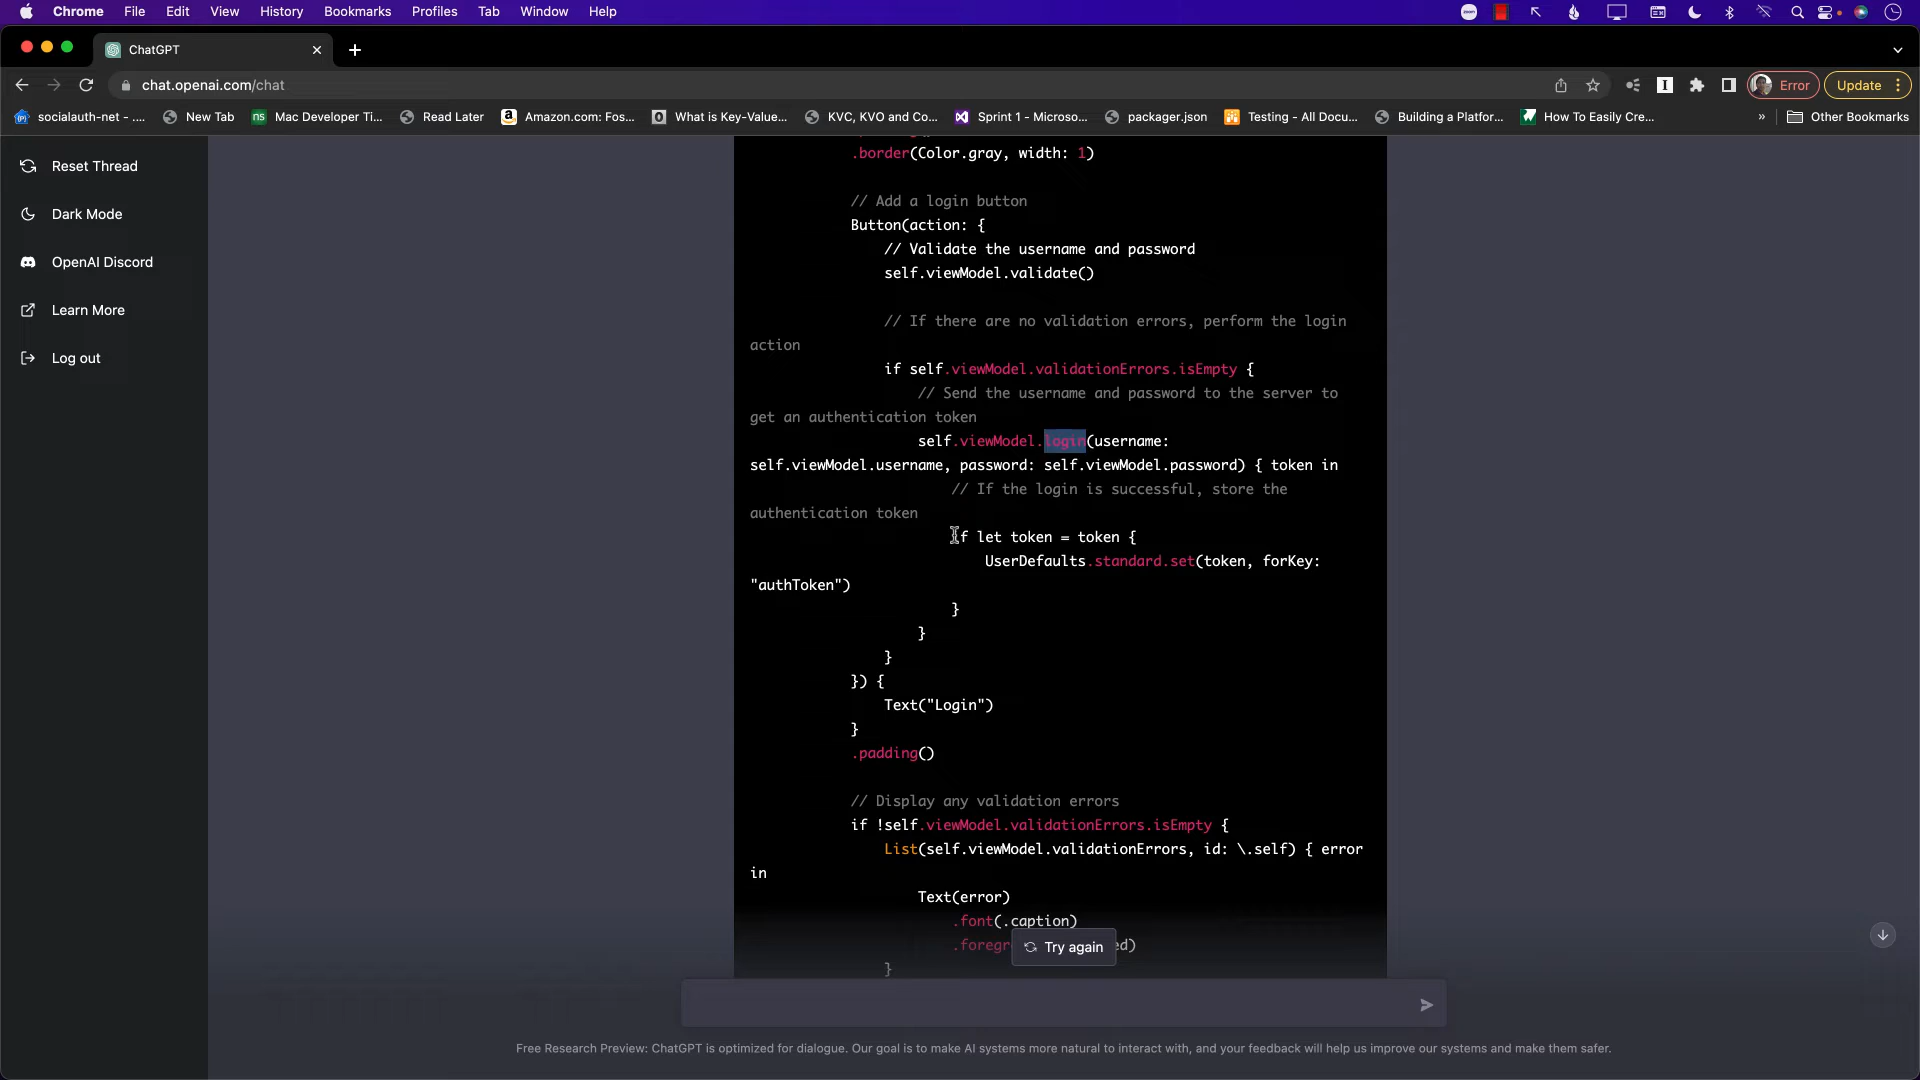 Chrome File Edit View History Bookmarks Profiles Tab Window Help
zoom
ChatGPT
chat.openai.com/chat
Error
Update
socialauth-net - ....
New Tab
ns Mac Developer Ti...
Read Later
Amazon.com: Fos...
What is Key-Value...
KVC, KVO and Co...
Sprint 1 - Microso...
packager.json
Testing - All Docu...
Building a Platfor...
How To Easily Cre...
»
Other Bookmarks
Reset Thread
Dark Mode
OpenAI Discord
Learn More
Log out
.border(Color.gray, width: 1)
// Add a login button
Button(action: {
// Validate the username and password
self.viewModel.validate()
// If there are no validation errors, perform the login
action
if self.viewModel.validationErrors.isEmpty {
// Send the username and password to the server to
get an authentication token
self.viewModel.login(username:
self.viewModel.username, password: self.viewModel.password) { token in
// If the login is successful, store the
authentication token
if let token = token {
UserDefaults.standard.set(token, forKey:
"authToken")
}
}
}
}) {
Text("Login")
}
.padding()
// Display any validation errors
if !self.viewModel.validationErrors.isEmpty {
List(self.viewModel.validationErrors, id: \.self) { error
in
Text(error)
.font(.caption)
.foregr
ed)
Try again
}
Free Research Preview: ChatGPT is optimized for dialogue. Our goal is to make AI systems more natural to interact with, and your feedback will help us improve our systems and make them safer.